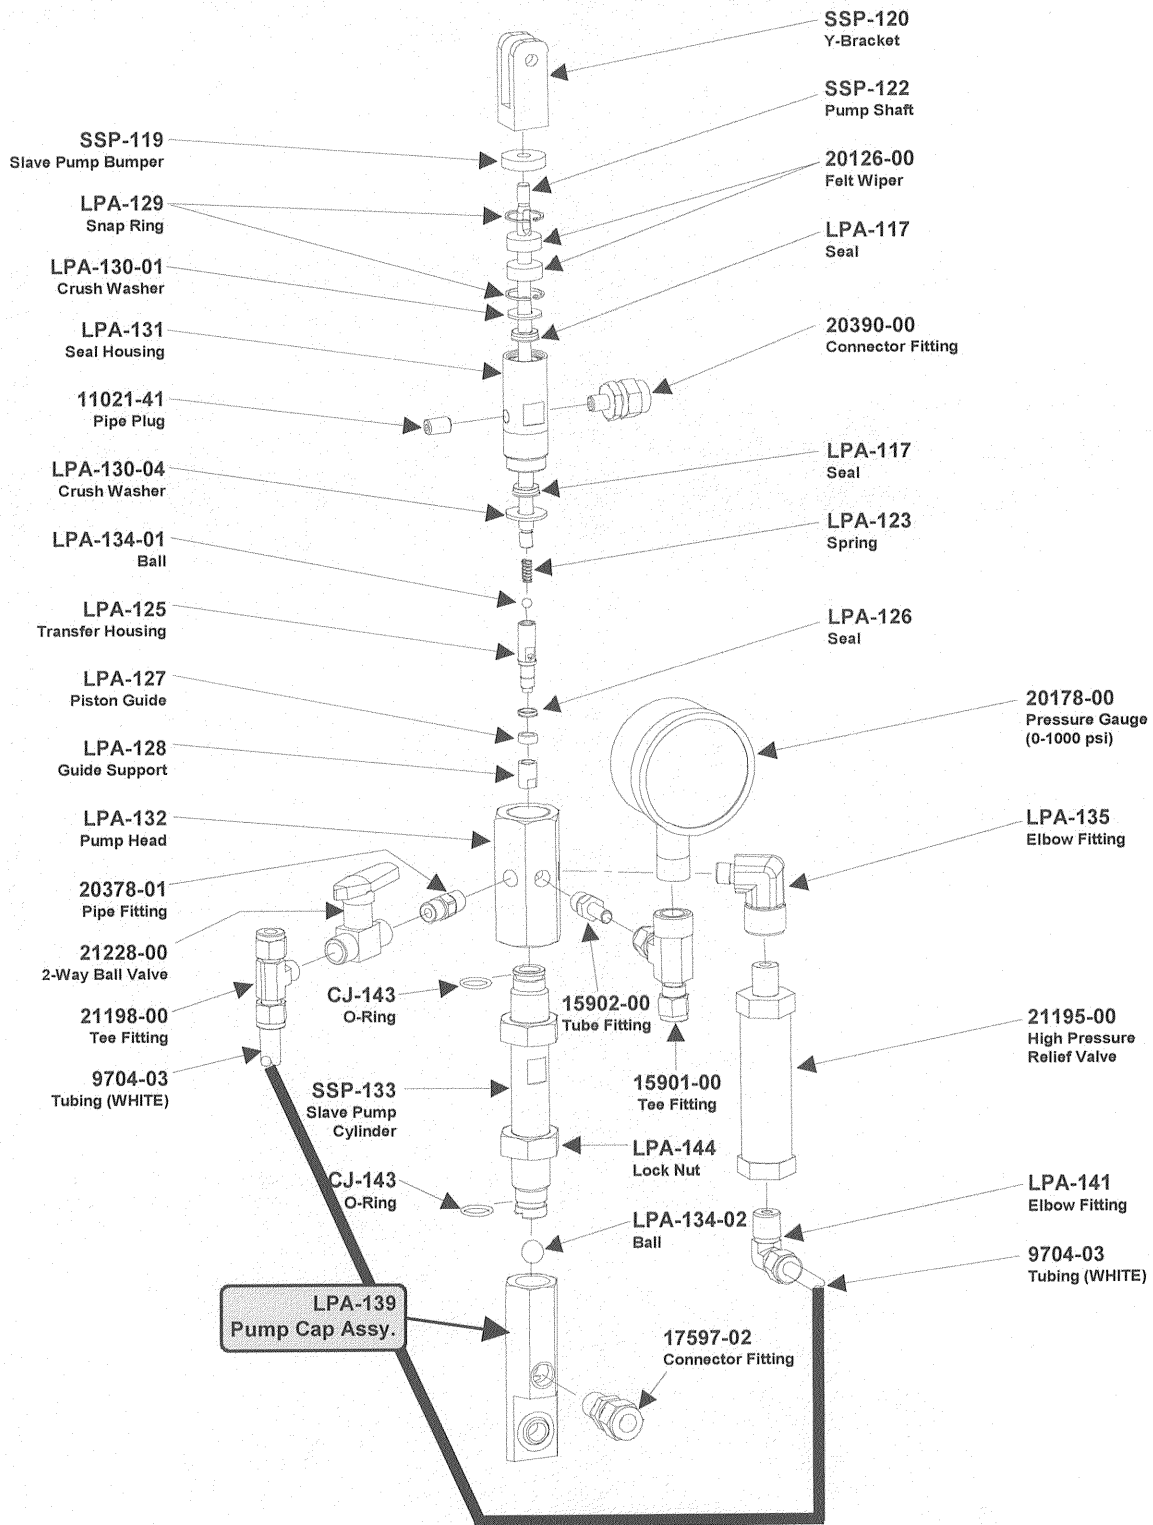 SSP-120
Y-Bracket
SSP-122
Pump Shaft
SSP-119
Slave Pump Bumper
20126-00
Felt Wiper
LPA-129
Snap Ring
LPA-117
Seal
LPA-130-01
Crush Washer
LPA-131
Seal Housing
20390-00
Connector Fitting
11021-41
Pipe Plug
LPA-117
Seal
LPA-130-04
Crush Washer
LPA-123
Spring
LPA-134-01
Ball
LPA-125
Transfer Housing
LPA-126
Seal
LPA-127
Piston Guide
20178-00
Pressure Gauge
(0-1000 psi)
LPA-128
Guide Support
LPA-132
Pump Head
LPA-135
Elbow Fitting
20378-01
Pipe Fitting
21228-00
2-Way Ball Valve
CJ-143
O-Ring
15902-00
Tube Fitting
21198-00
Tee Fitting
21195-00
High Pressure
Relief Valve
9704-03
Tubing (WHITE)
SSP-133
Slave Pump
Cylinder
15901-00
Tee Fitting
LPA-144
Lock Nut
CJ-143
O-Ring
LPA-141
Elbow Fitting
LPA-134-02
Ball
9704-03
Tubing (WHITE)
LPA-139
Pump Cap Assy.
17597-02
Connector Fitting